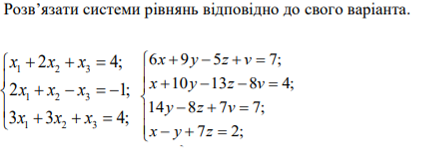 Розв’язати системи рівнянь відповідно до свого варіанта.
x₁ + 2x₂ + x₃ = 4; 6x + 9y – 5z + v = 7;
2x₁ + x₂ – x₃ = –1; x + 10y – 13z – 8v = 4;
3x₁ + 3x₂ + x₃ = 4; 14y – 8z + 7v = 7;
x – y + 7z = 2;